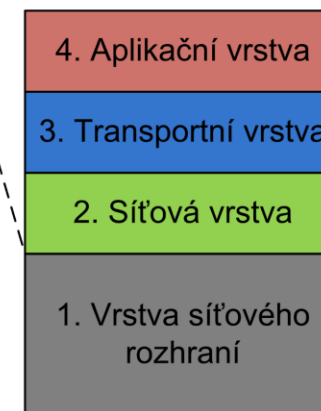 4. Aplikační vrstva
3. Transportní vrstva
2. Síťová vrstva
1. Vrstva síťového
rozhraní